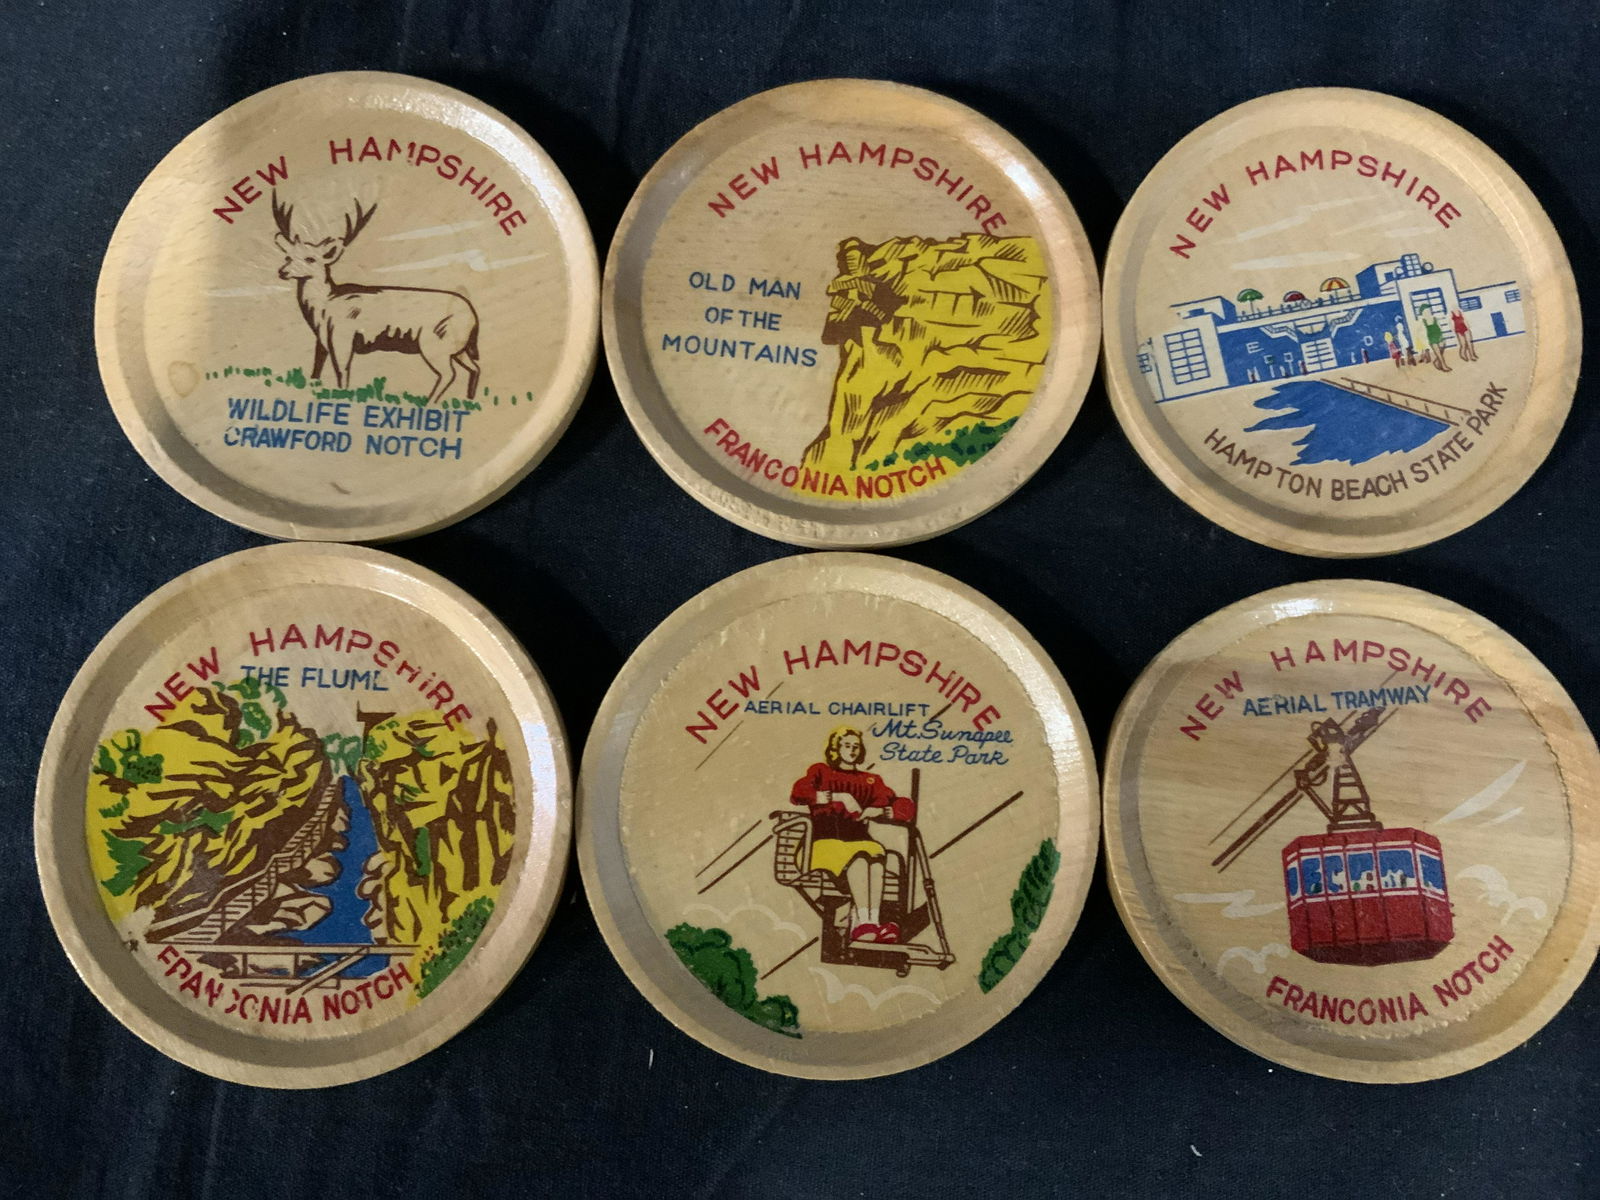 NEW HAMPSHIRE
WILDLIFE EXHIBIT
CRAWFORD NOTCH
NEW HAMPSHIRE
OLD MAN
OF THE
MOUNTAINS
FRANCONIA NOTCH
NEW HAMPSHIRE
HAMPTON BEACH STATE PARK
NEW HAMPSHIRE
THE FLUME
FRANCONIA NOTCH
NEW HAMPSHIRE
AERIAL CHAIRLIFT
Mt. Sunapee
State Park
NEW HAMPSHIRE
AERIAL TRAMWAY
FRANCONIA NOTCH